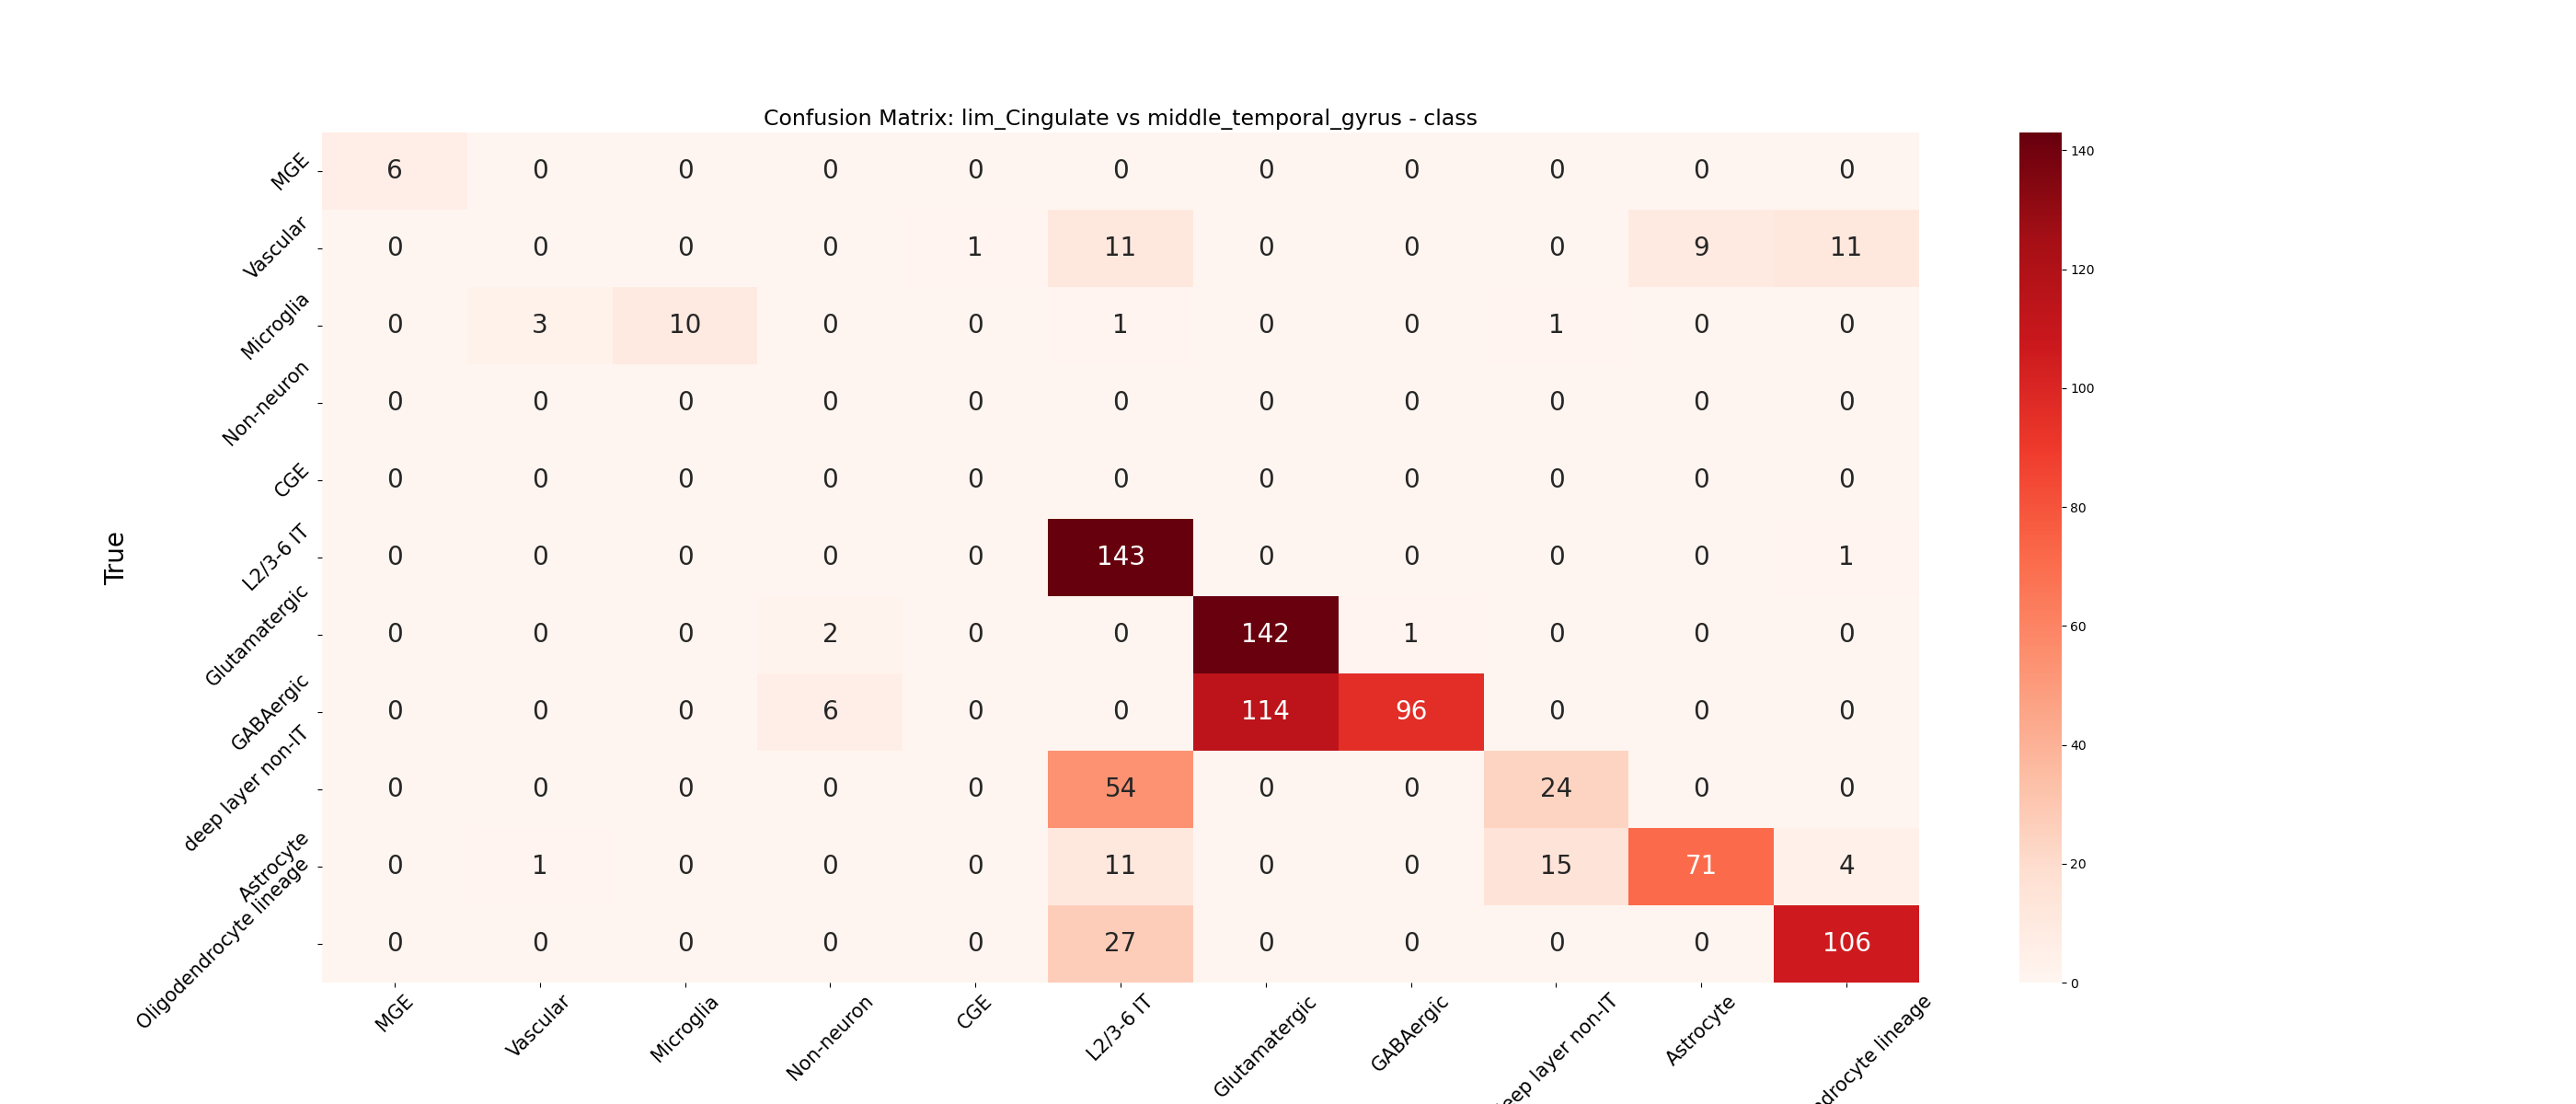 Confusion Matrix: lim_Cingulate vs middle_temporal_gyrus - class
True
MGE 6 0 0 0 0 0 0 0 0 0 0
Vascular 0 0 0 0 1 11 0 0 0 9 11
Microglia 0 3 10 0 0 1 0 0 1 0 0
Non-neuron 0 0 0 0 0 0 0 0 0 0 0
CGE 0 0 0 0 0 0 0 0 0 0 0
L2/3-6 IT 0 0 0 0 0 143 0 0 0 0 1
Glutamatergic 0 0 0 2 0 0 142 1 0 0 0
GABAergic 0 0 0 6 0 0 114 96 0 0 0
deep layer non-IT 0 0 0 0 0 54 0 0 24 0 0
Astrocyte 0 1 0 0 0 11 0 0 15 71 4
Oligodendrocyte lineage 0 0 0 0 0 27 0 0 0 0 106
MGE Vascular Microglia Non-neuron CGE L2/3-6 IT Glutamatergic GABAergic eep layer non-IT Astrocyte ndrocyte lineage
140
120
100
80
60
40
20
0